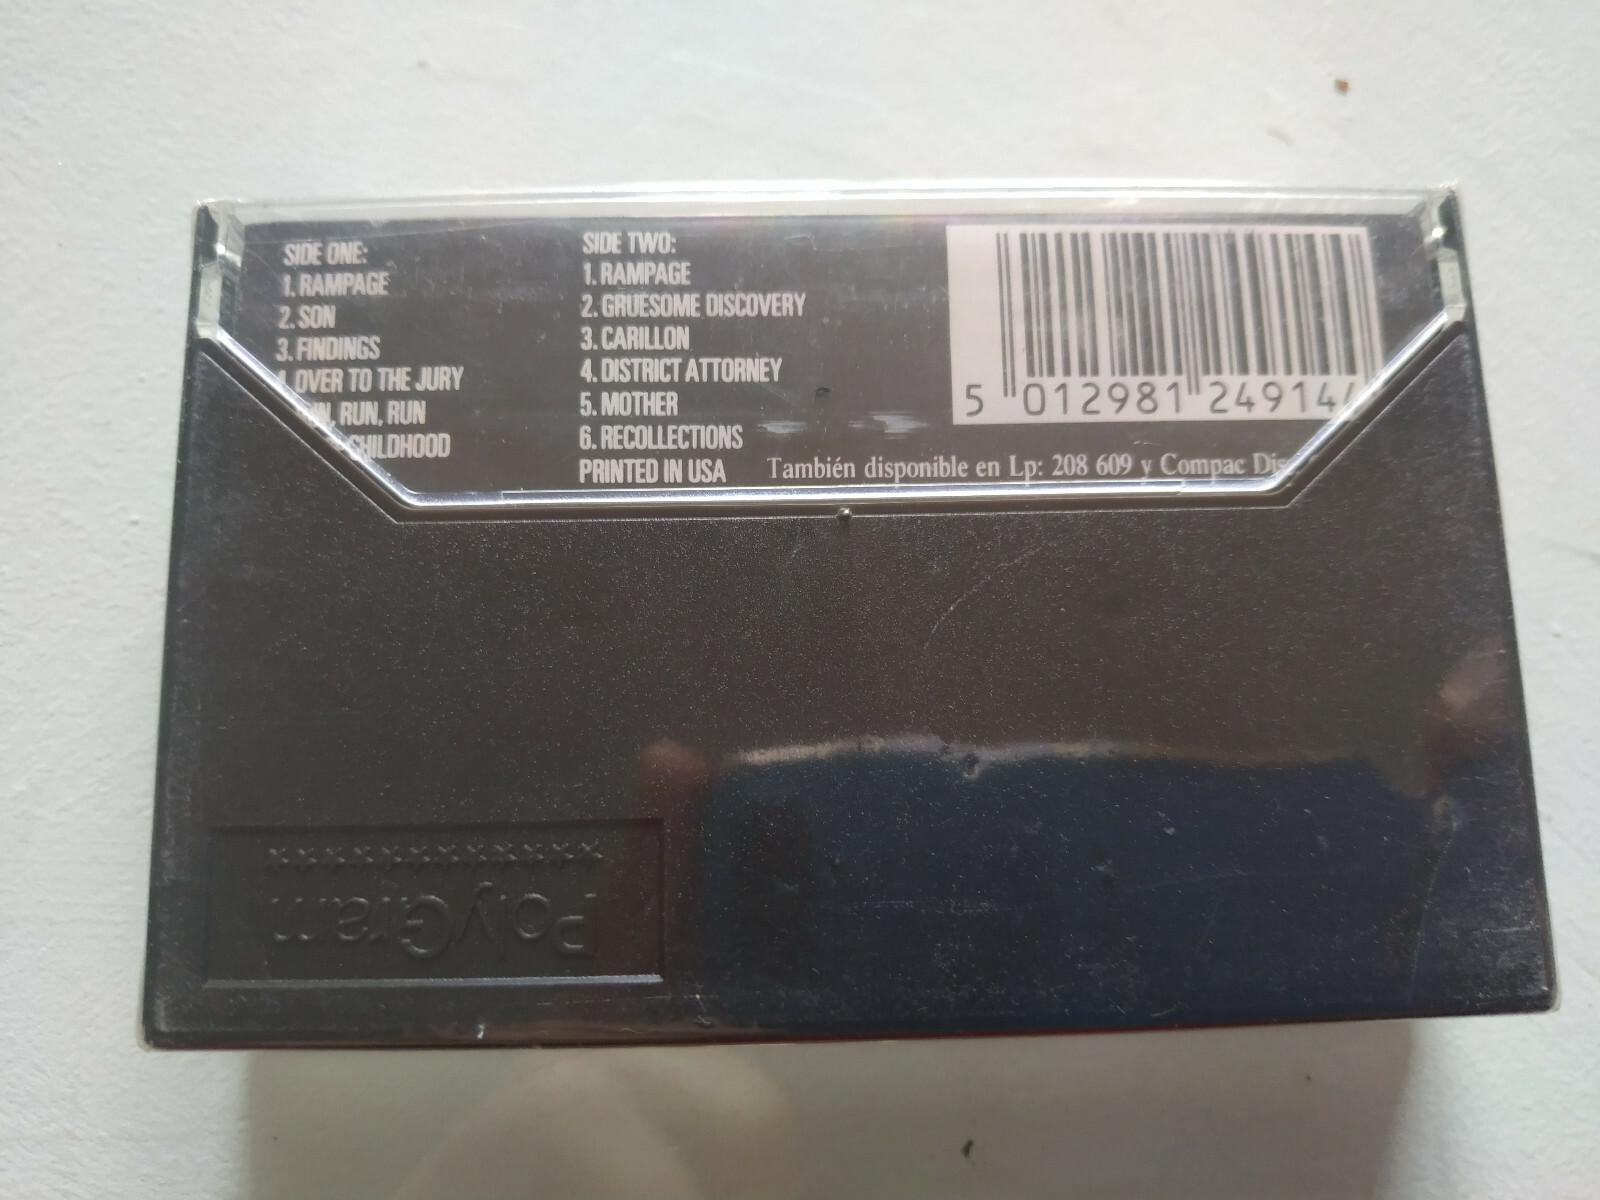 SIDE ONE:
1. RAMPAGE
2. SON
3. FINDINGS
OVER TO THE JURY
RUN, RUN
CHILDHOOD
SIDE TWO:
1. RAMPAGE
2. GRUESOME DISCOVERY
3. CARILLON
4. DISTRICT ATTORNEY
5. MOTHER
6. RECOLLECTIONS
PRINTED IN USA
5 012981 249144
También disponible en Lp: 208 609 y Compac Disc
PolyGram